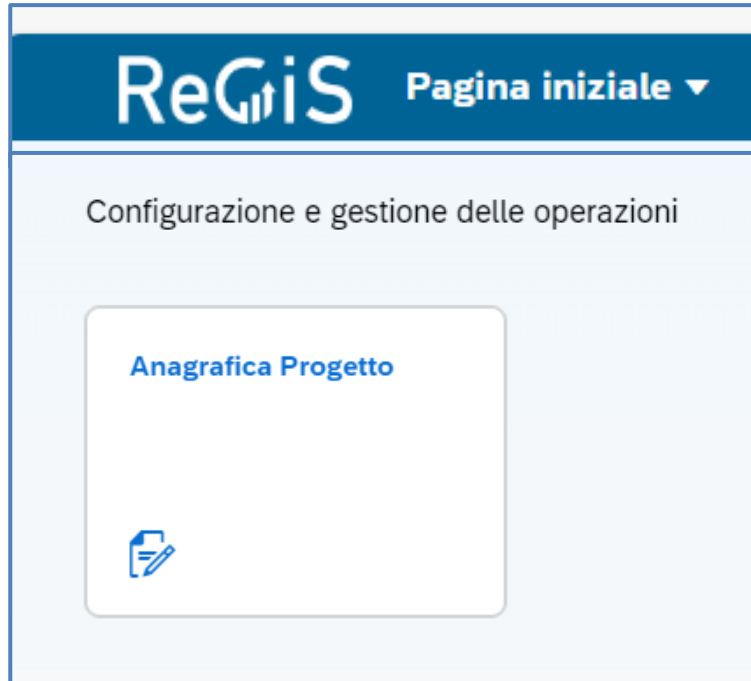 ReGiS Pagina iniziale
Configurazione e gestione delle operazioni
Anagrafica Progetto